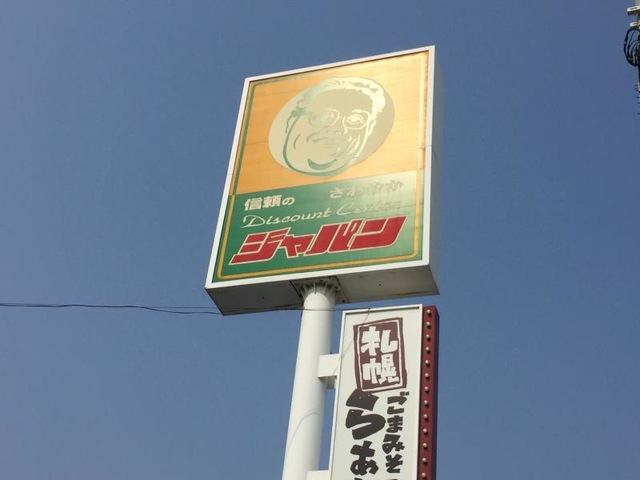 信頼の さわやか
Discount Center
ジャパン
札幌
ごまみそ
らぁ